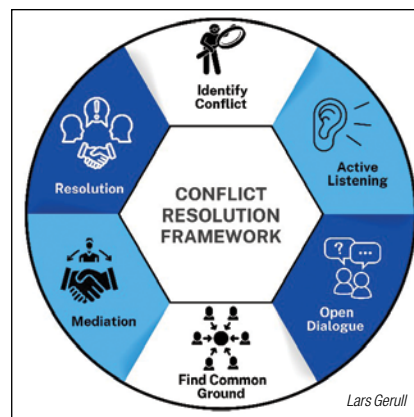 Identify
Conflict
Active
Listening
Open
Dialogue
Find Common
Ground
Mediation
Resolution
CONFLICT
RESOLUTION
FRAMEWORK
? ...
!
Lars Gerull